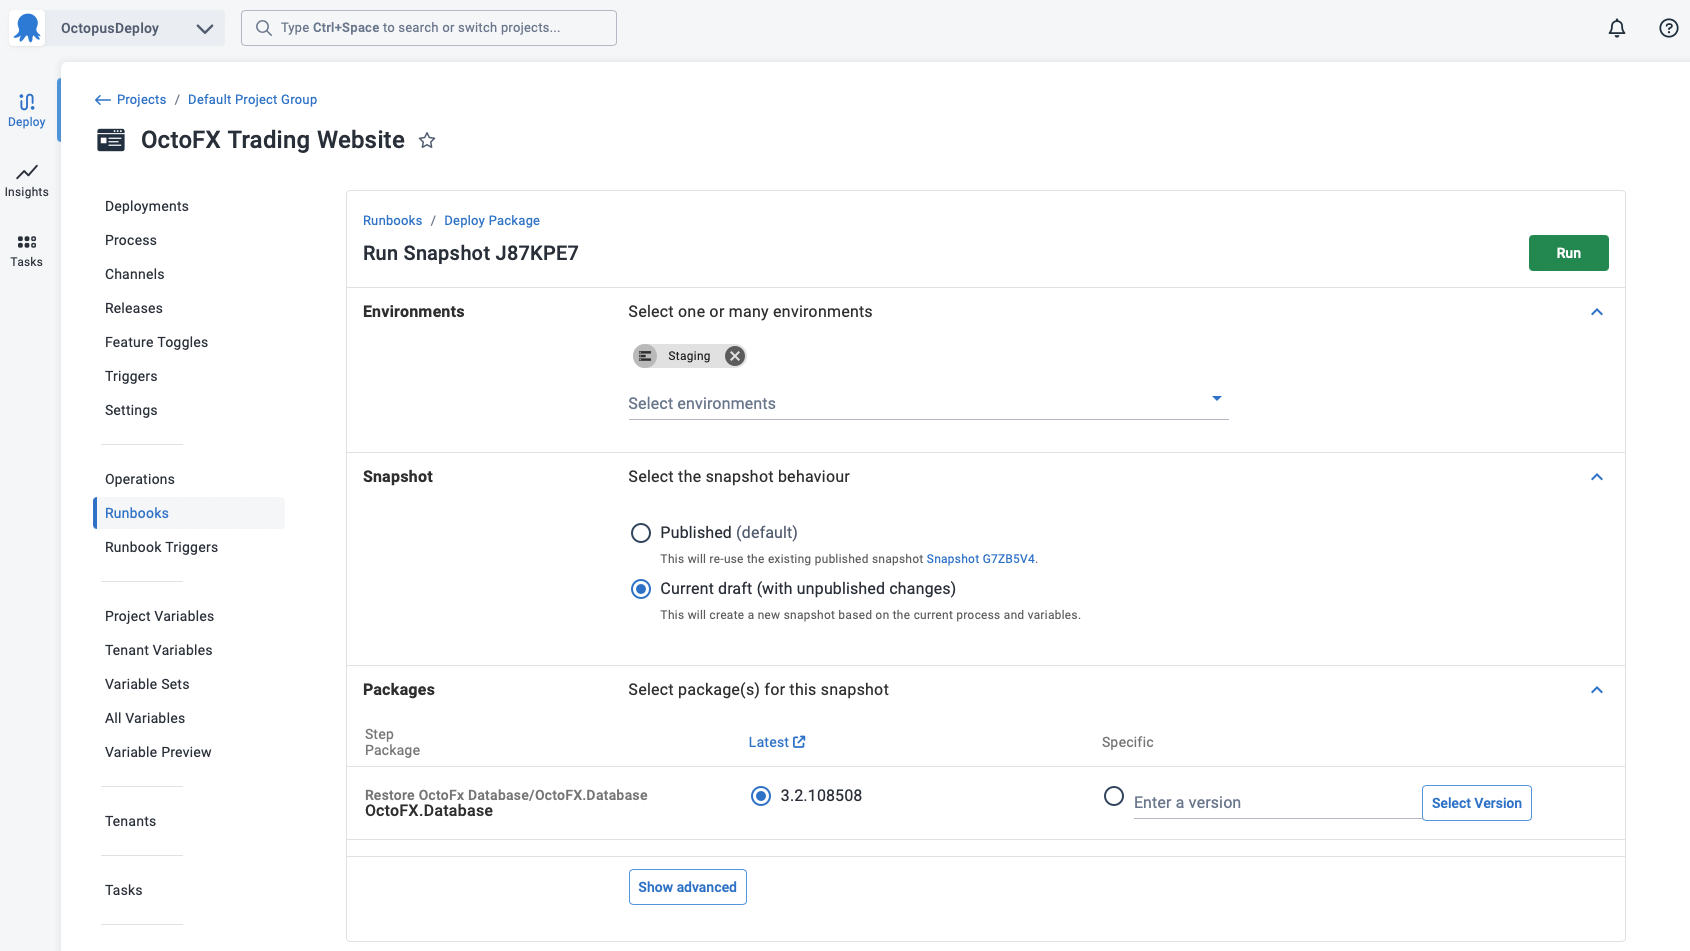 OctopusDeploy
Type Ctrl+Space to search or switch projects...
Deploy
Insights
Tasks
Projects / Default Project Group
OctoFX Trading Website
Deployments
Process
Channels
Releases
Feature Toggles
Triggers
Settings
Operations
Runbooks
Runbook Triggers
Project Variables
Tenant Variables
Variable Sets
All Variables
Variable Preview
Tenants
Tasks
Runbooks / Deploy Package
Run Snapshot J87KPE7
Run
Environments
Select one or many environments
Staging
Select environments
Snapshot
Select the snapshot behaviour
Published (default)
This will re-use the existing published snapshot Snapshot G7ZB5V4.
Current draft (with unpublished changes)
This will create a new snapshot based on the current process and variables.
Packages
Select package(s) for this snapshot
Step
Package
Latest
Specific
Restore OctoFx Database/OctoFX.Database
OctoFX.Database
3.2.108508
Enter a version
Select Version
Show advanced